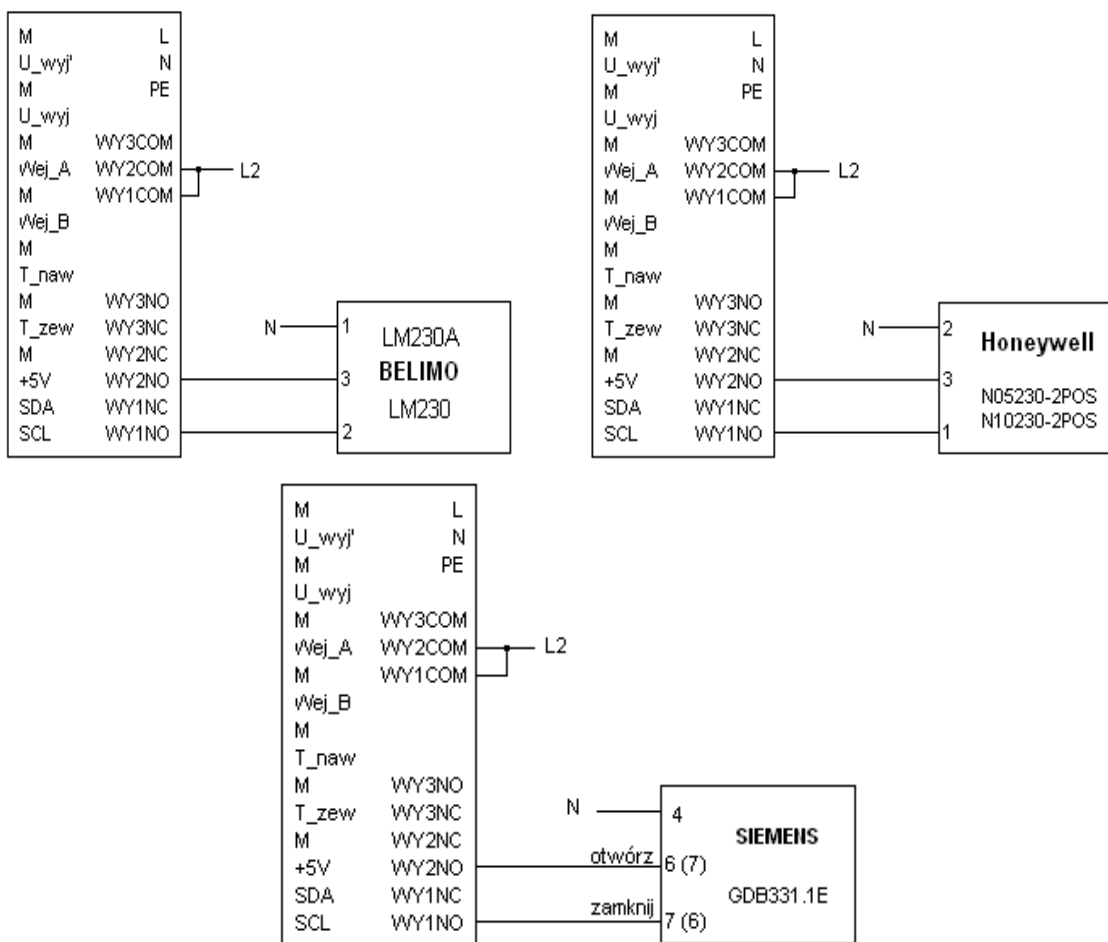 M L
U_wyj' N
M PE
U_wyj
M WY3COM
Wej_A WY2COM L2
M WY1COM
Wej_B
M
T_naw
M WY3NO
T_zew WY3NC N 1 LM230A
M WY2NC BELIMO
+5V WY2NO 3
SDA WY1NC LM230
SCL WY1NO 2
M L
U_wyj' N
M PE
U_wyj
M WY3COM
Wej_A WY2COM L2
M WY1COM
Wej_B
M
T_naw
M WY3NO
T_zew WY3NC N 2 Honeywell
M WY2NC
+5V WY2NO 3 N05230-2POS
SDA WY1NC N10230-2POS
SCL WY1NO 1
M L
U_wyj' N
M PE
U_wyj
M WY3COM
Wej_A WY2COM L2
M WY1COM
Wej_B
M
T_naw
M WY3NO
T_zew WY3NC N 4
M WY2NC SIEMENS
+5V WY2NO otwórz 6 (7)
SDA WY1NC GDB331.1E
SCL WY1NO zamknij 7 (6)